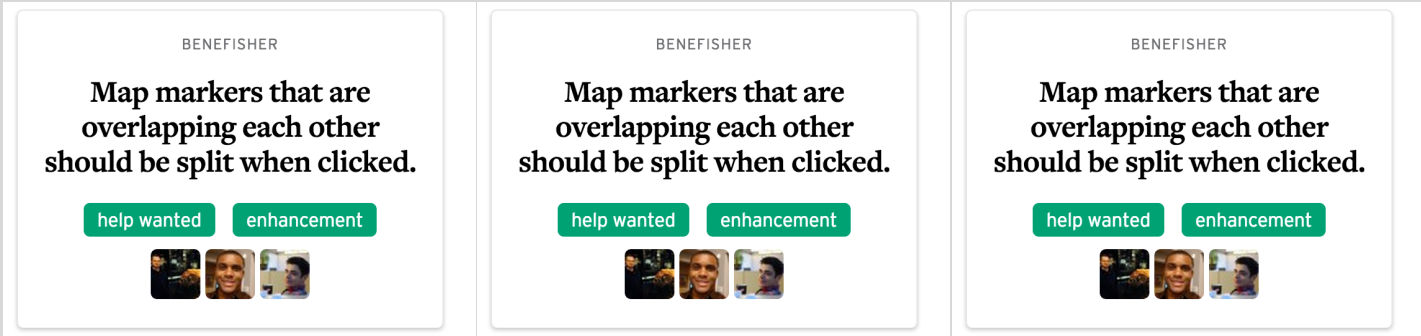 BENEFISHER
Map markers that are
overlapping each other
should be split when clicked.
help wanted enhancement
BENEFISHER
Map markers that are
overlapping each other
should be split when clicked.
help wanted enhancement
BENEFISHER
Map markers that are
overlapping each other
should be split when clicked.
help wanted enhancement